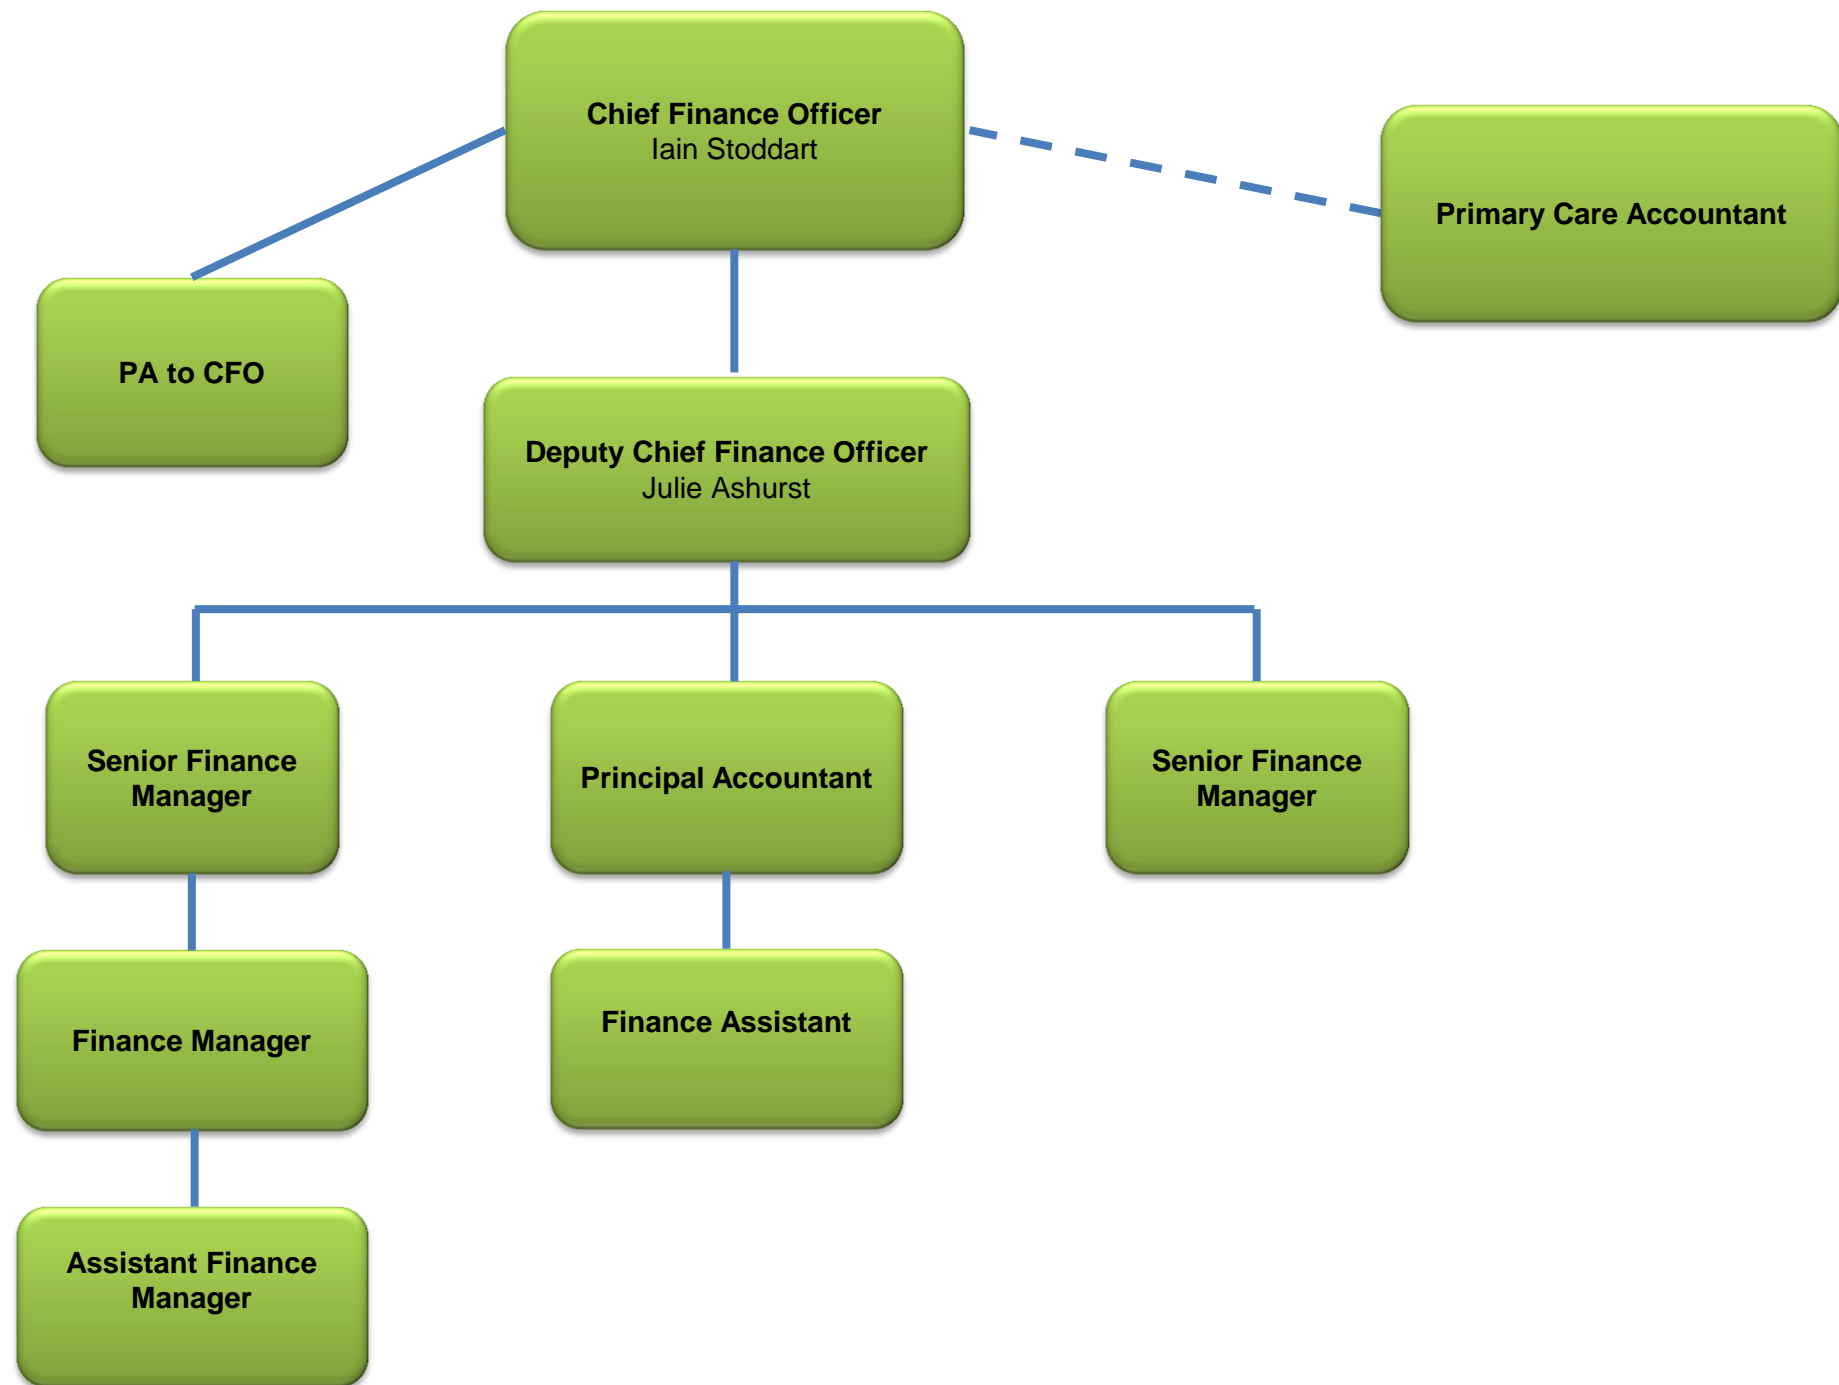 Chief Finance Officer
Iain Stoddart
Primary Care Accountant
PA to CFO
Deputy Chief Finance Officer
Julie Ashurst
Senior Finance
Manager
Principal Accountant
Senior Finance
Manager
Finance Manager
Finance Assistant
Assistant Finance
Manager